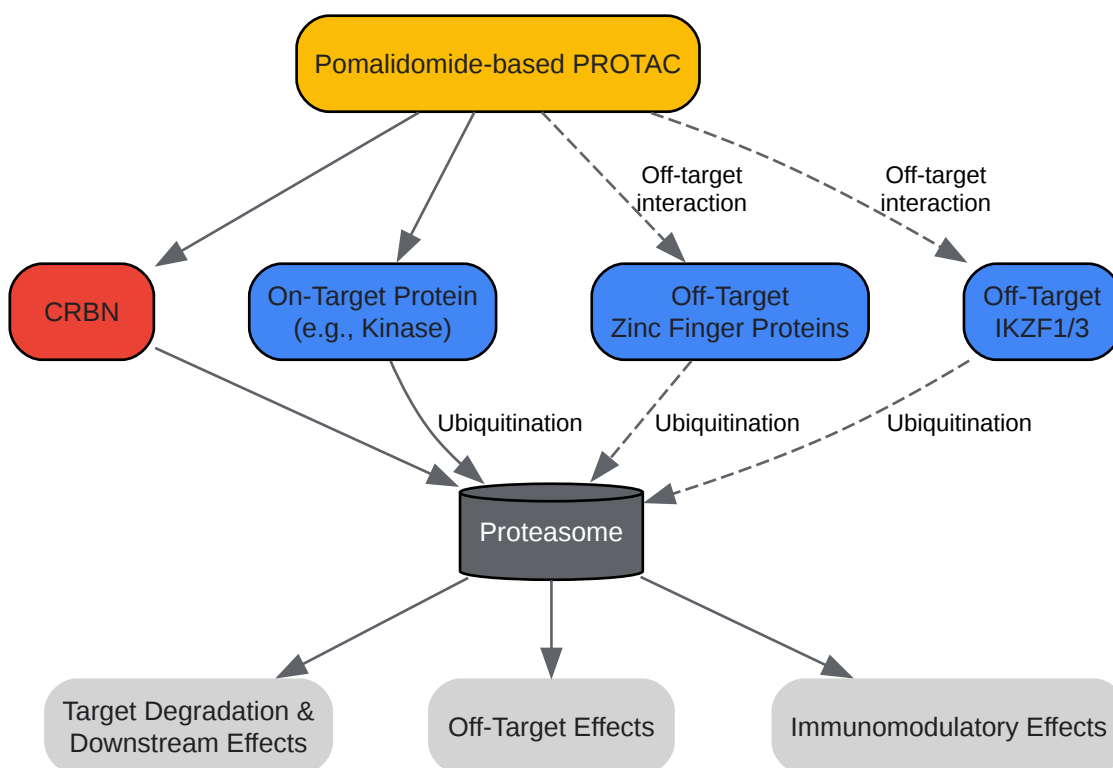 Pomalidomide-based PROTAC
Off-target
interaction
Off-target
interaction
CRBN
On-Target Protein
(e.g., Kinase)
Off-Target
Zinc Finger Proteins
Off-Target
IKZF1/3
Ubiquitination
Ubiquitination
Ubiquitination
Proteasome
Target Degradation &
Downstream Effects
Off-Target Effects
Immunomodulatory Effects